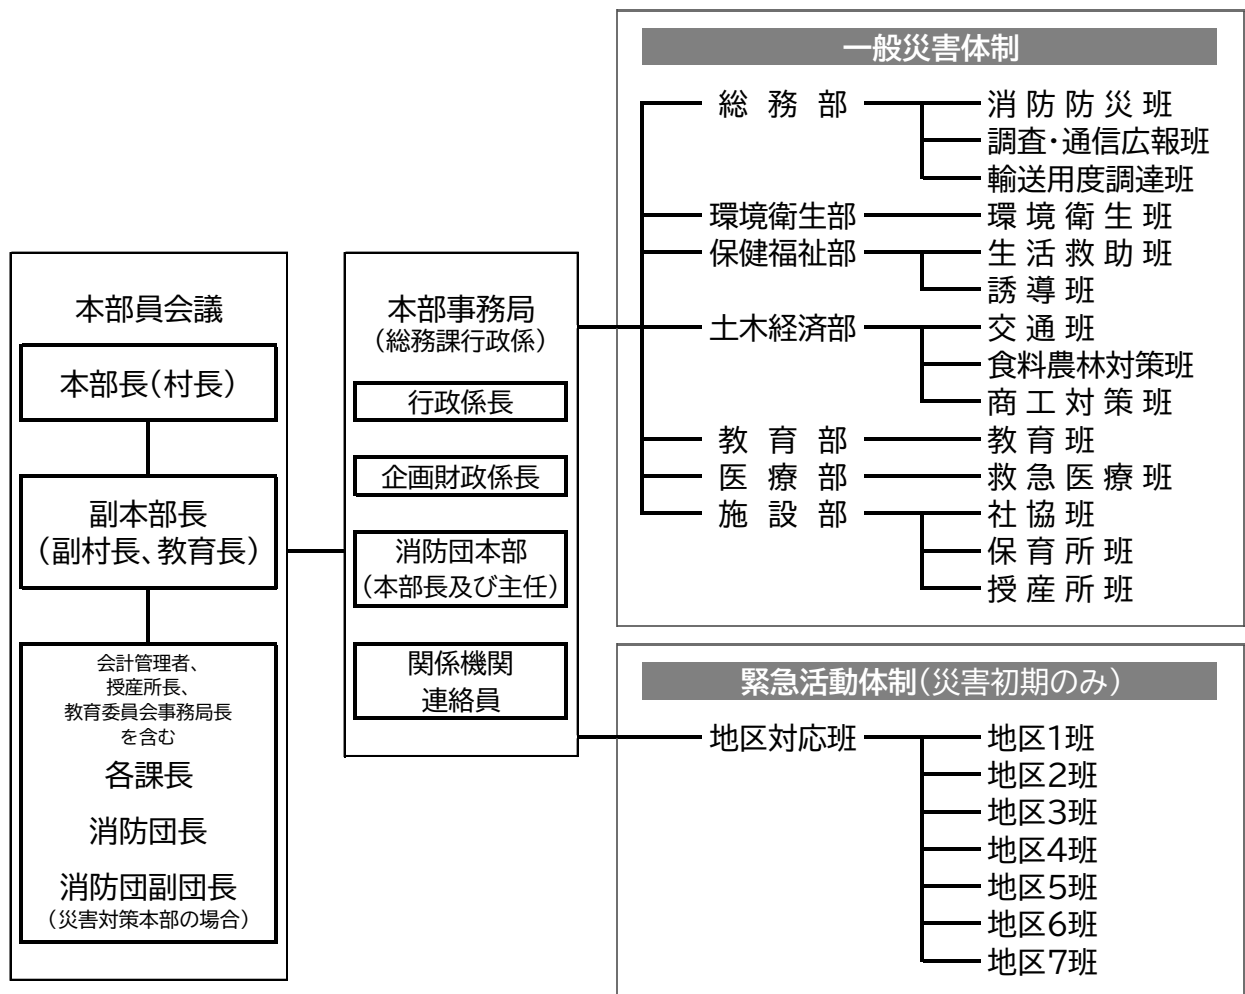 本部員会議
本部長(村長)
副本部長
(副村長、教育長)
会計管理者、
授産所長、
教育委員会事務局長
を含む
各課長
消防団長
消防団副団長
(災害対策本部の場合)
本部事務局
(総務課行政係)
行政係長
企画財政係長
消防団本部
(本部長及び主任)
関係機関
連絡員
一般災害体制
総務部
消防防災班
調査・通信広報班
輸送用度調達班
環境衛生部
環境衛生班
保健福祉部
生活救助班
誘導班
土木経済部
交通班
食料農林対策班
商工対策班
教育部
教育班
医療部
救急医療班
施設部
社協班
保育所班
授産所班
緊急活動体制(災害初期のみ)
地区対応班
地区1班
地区2班
地区3班
地区4班
地区5班
地区6班
地区7班